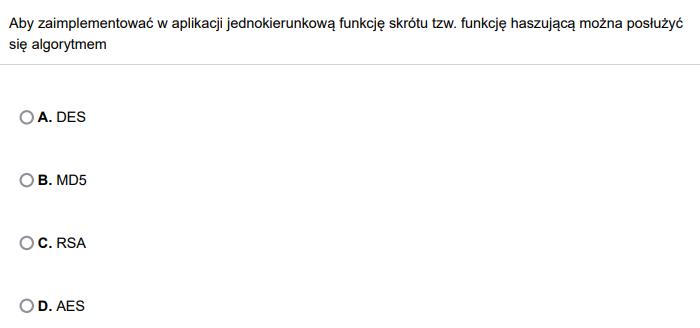 Aby zaimplementować w aplikacji jednokierunkową funkcję skrótu tzw. funkcję haszującą można posłużyć
się algorytmem
A. DES
B. MD5
C. RSA
D. AES